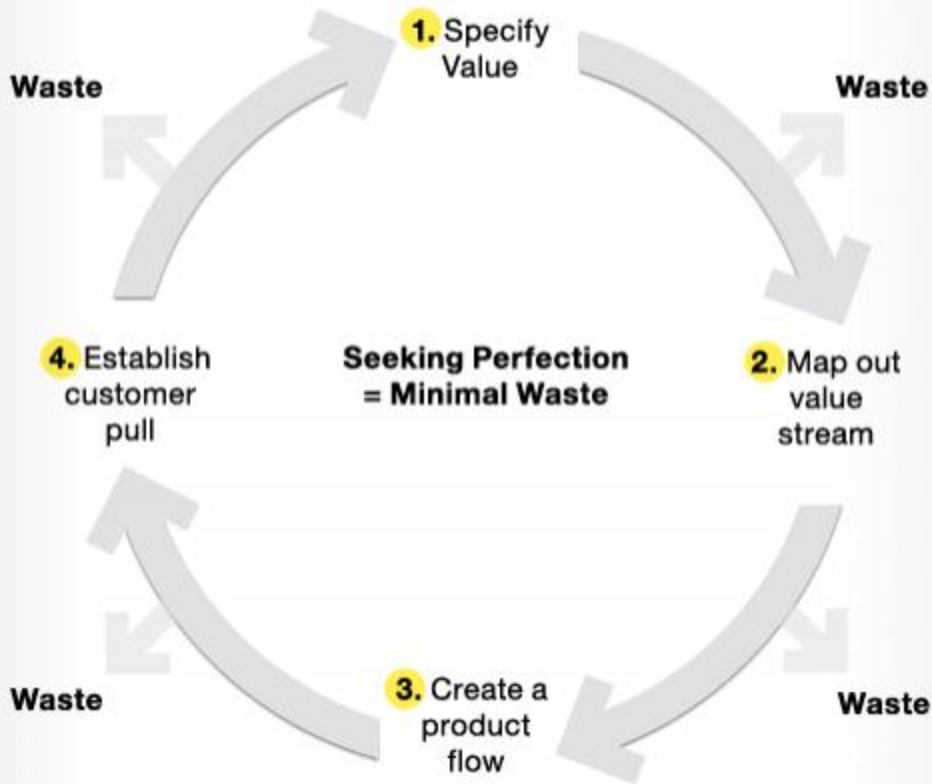 1. Specify
Value
Waste
Waste
4. Establish
customer
pull
Seeking Perfection
= Minimal Waste
2. Map out
value
stream
3. Create a
product
flow
Waste
Waste